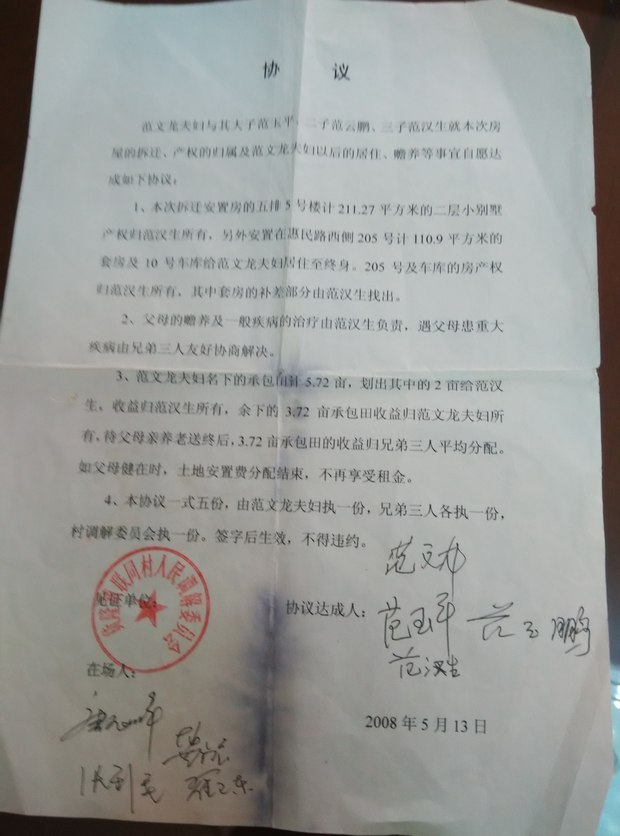 协 议
范文龙夫妇与其大子范玉平、二子范云鹏、三子范汉生就本次房
屋的拆迁、产权的归属及范文龙夫妇以后的居住、赡养等事宜自愿达
成如下协议：
1、本次拆迁安置房的五排5号楼计211.27平方米的二层小别墅
产权归范汉生所有，另外安置在惠民路西侧205号计110.9平方米的
套房及10号车库给范文龙夫妇居住至终身。205号及车库的房产权
归范汉生所有，其中套房的补差部分由范汉生找出。
2、父母的赡养及一般疾病的治疗由范汉生负责，遇父母患重大
疾病由兄弟三人友好协商解决。
3、范文龙夫妇名下的承包田计5.72亩，划出其中的2亩给范汉
生，收益归范汉生所有，余下的3.72亩承包田收益归范文龙夫妇所
有，待父母亲养老送终后，3.72亩承包田的收益归兄弟三人平均分配。
如父母健在时，土地安置费分配结束，不再享受租金。
4、本协议一式五份，由范文龙夫妇执一份，兄弟三人各执一份，
村调解委员会执一份。签字后生效，不得违约。
范文龙
见证单位： 协议达成人： 范玉平 范云鹏
联同村人民调解委员会
范汉生
在场人：
2008年5月13日